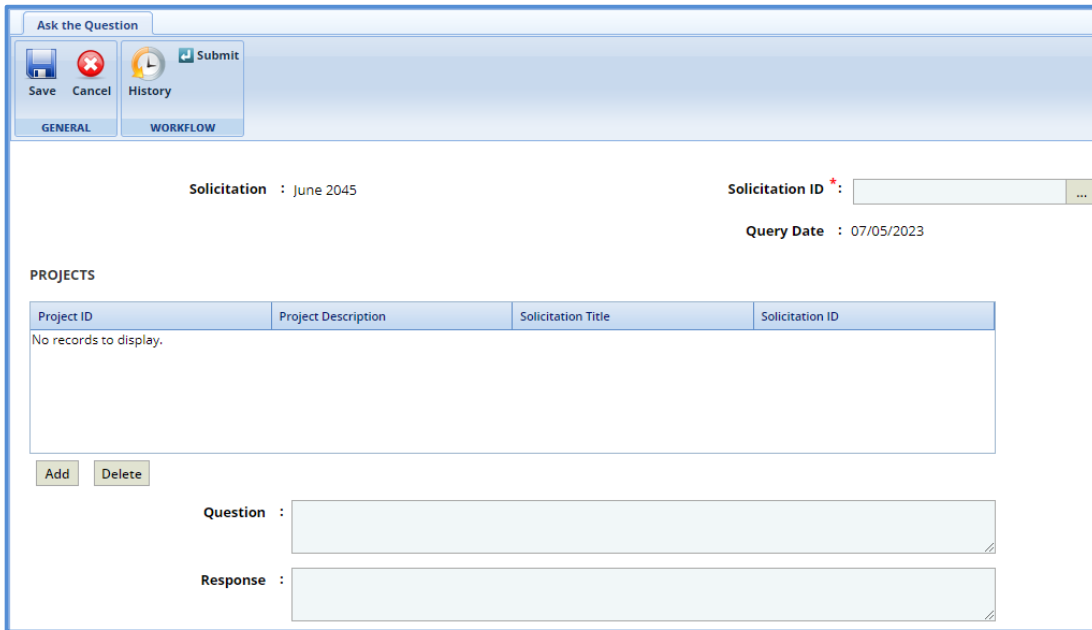 Ask the Question
Submit
Save Cancel History
GENERAL WORKFLOW
Solicitation : June 2045 Solicitation ID *: ...
Query Date : 07/05/2023
PROJECTS
Project ID Project Description Solicitation Title Solicitation ID
No records to display.
Add Delete
Question :
Response :